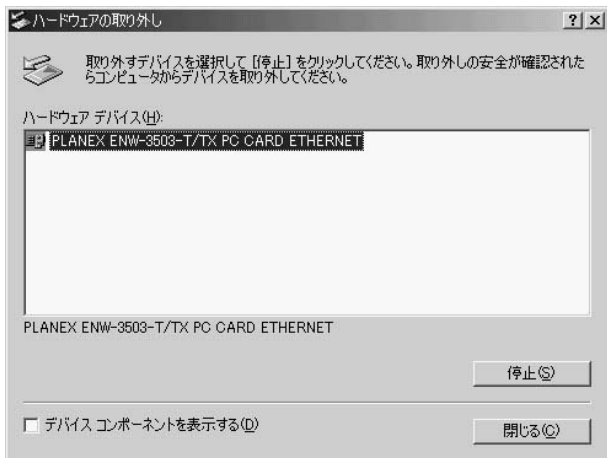 ハードウェアの取り外し
取り外すデバイスを選択して [停止] をクリックしてください。取り外しの安全が確認された
らコンピュータからデバイスを取り外してください。
ハードウェア デバイス(H):
PLANEX ENW-3503-T/TX PC CARD ETHERNET
PLANEX ENW-3503-T/TX PC CARD ETHERNET
停止(S)
デバイス コンポーネントを表示する(D)
閉じる(C)